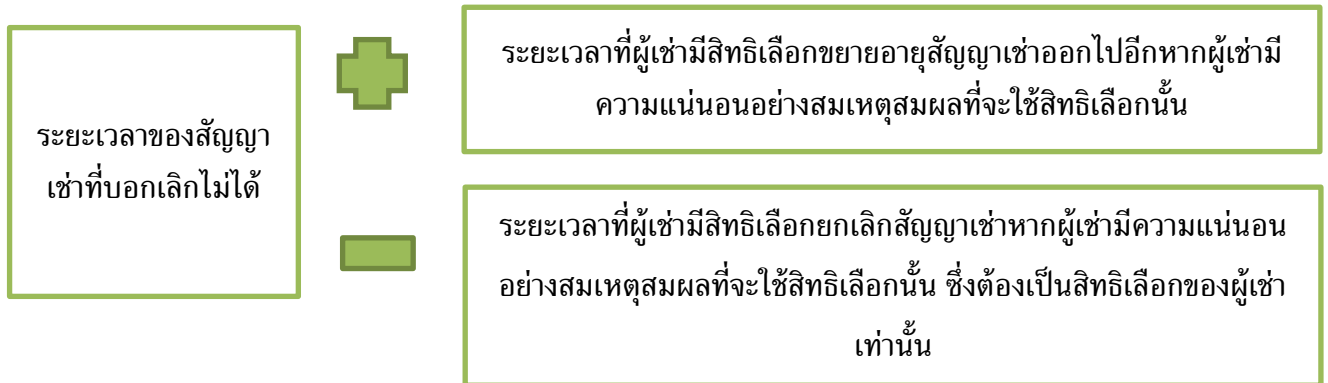 ระยะเวลาของสัญญา
เช่าที่บอกเลิกไม่ได้
ระยะเวลาที่ผู้เช่ามีสิทธิเลือกขยายอายุสัญญาเช่าออกไปอีกหากผู้เช่ามี
ความแน่นอนอย่างสมเหตุสมผลที่จะใช้สิทธิเลือกนั้น
ระยะเวลาที่ผู้เช่ามีสิทธิเลือกยกเลิกสัญญาเช่าหากผู้เช่ามีความแน่นอน
อย่างสมเหตุสมผลที่จะใช้สิทธิเลือกนั้น ซึ่งต้องเป็นสิทธิเลือกของผู้เช่า
เท่านั้น